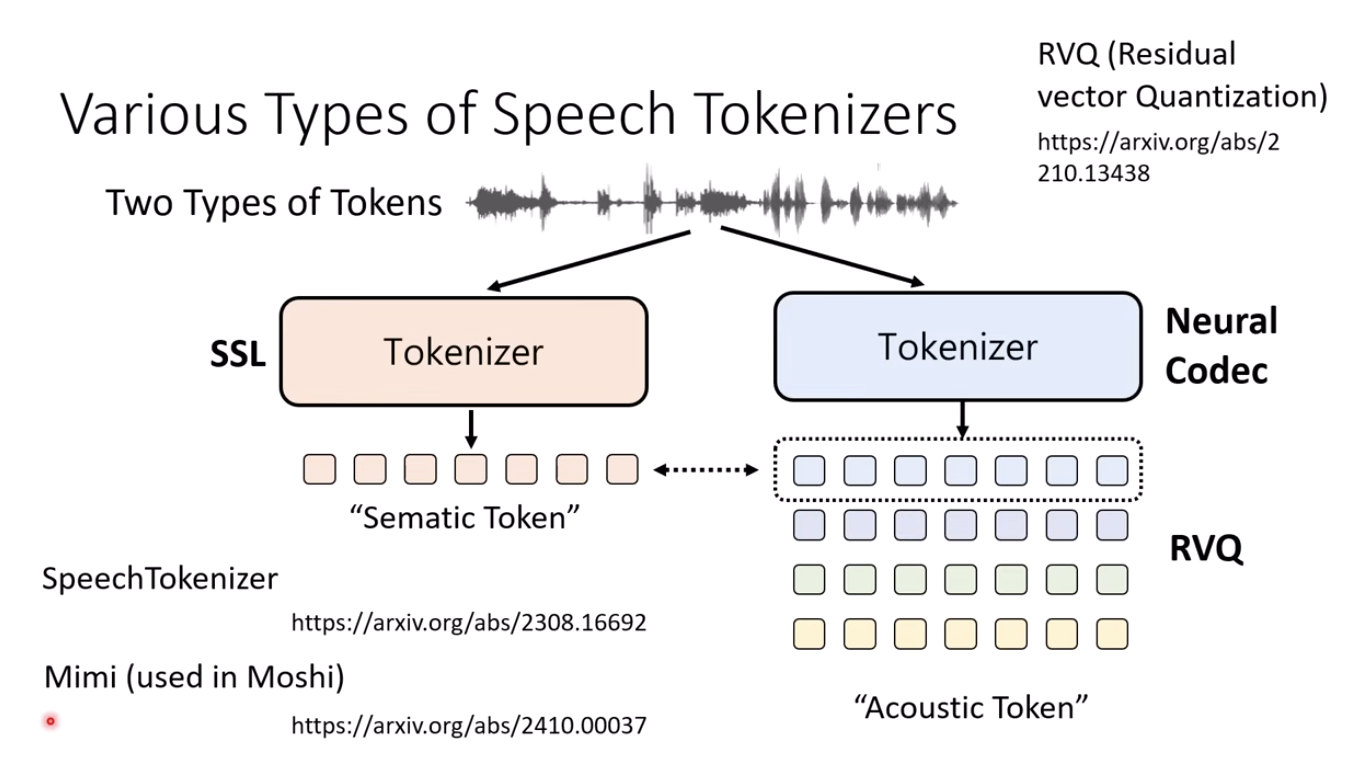 RVQ (Residual
vector Quantization)
https://arxiv.org/abs/2
210.13438
Various Types of Speech Tokenizers
Two Types of Tokens
SSL
Tokenizer
Tokenizer
Neural
Codec
“Sematic Token”
RVQ
SpeechTokenizer
https://arxiv.org/abs/2308.16692
Mimi (used in Moshi)
https://arxiv.org/abs/2410.00037
“Acoustic Token”